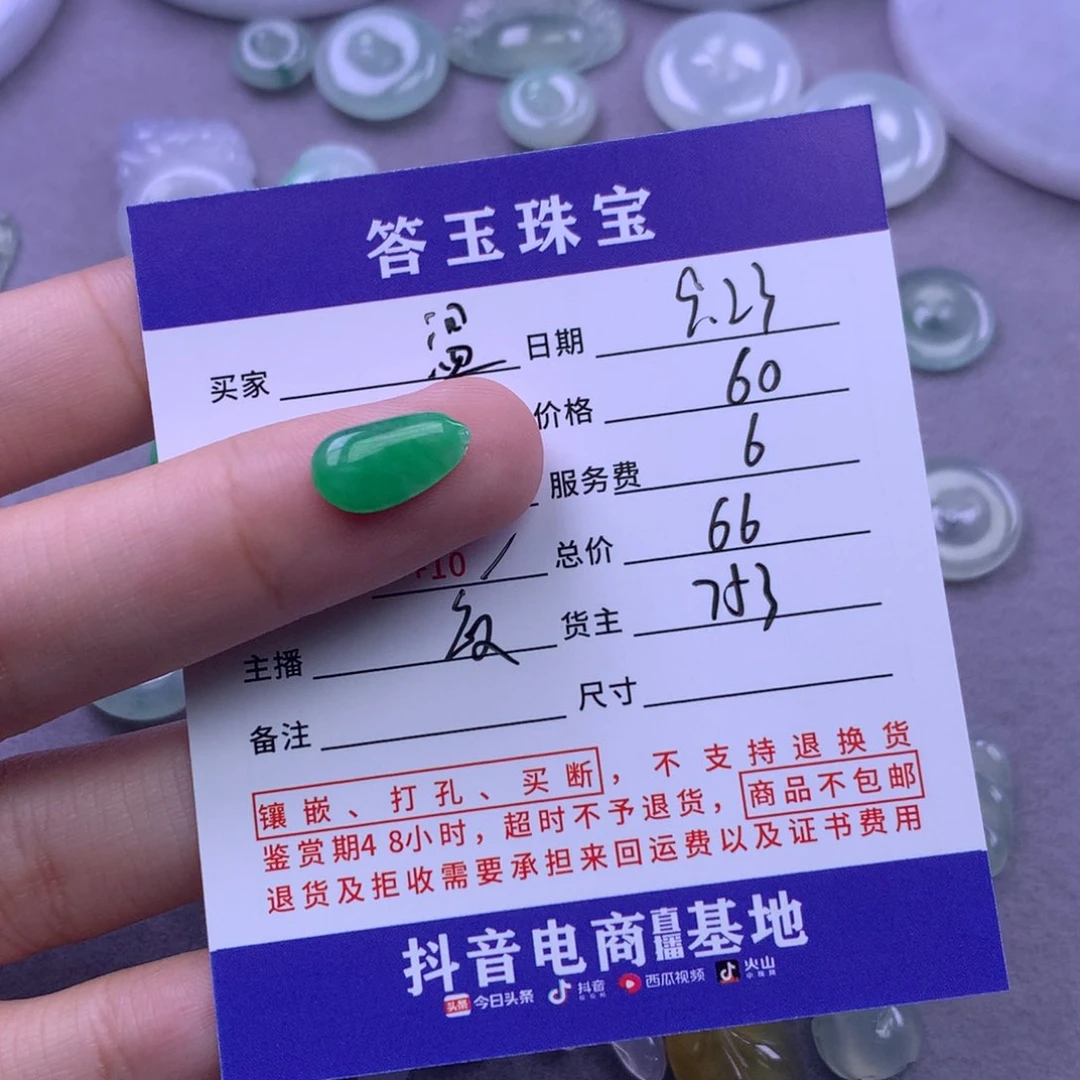 答玉珠宝
买家 日期
价格 60
服务费 6
10 总价 66
主播 货主
备注 尺寸
镶嵌、打孔、买断，不支持退换货
鉴赏期48小时，超时不予退货，商品不包邮
退货及拒收需要承担来回运费以及证书费用
抖音电商直播基地
头条 今日头条 抖音 西瓜视频 火山